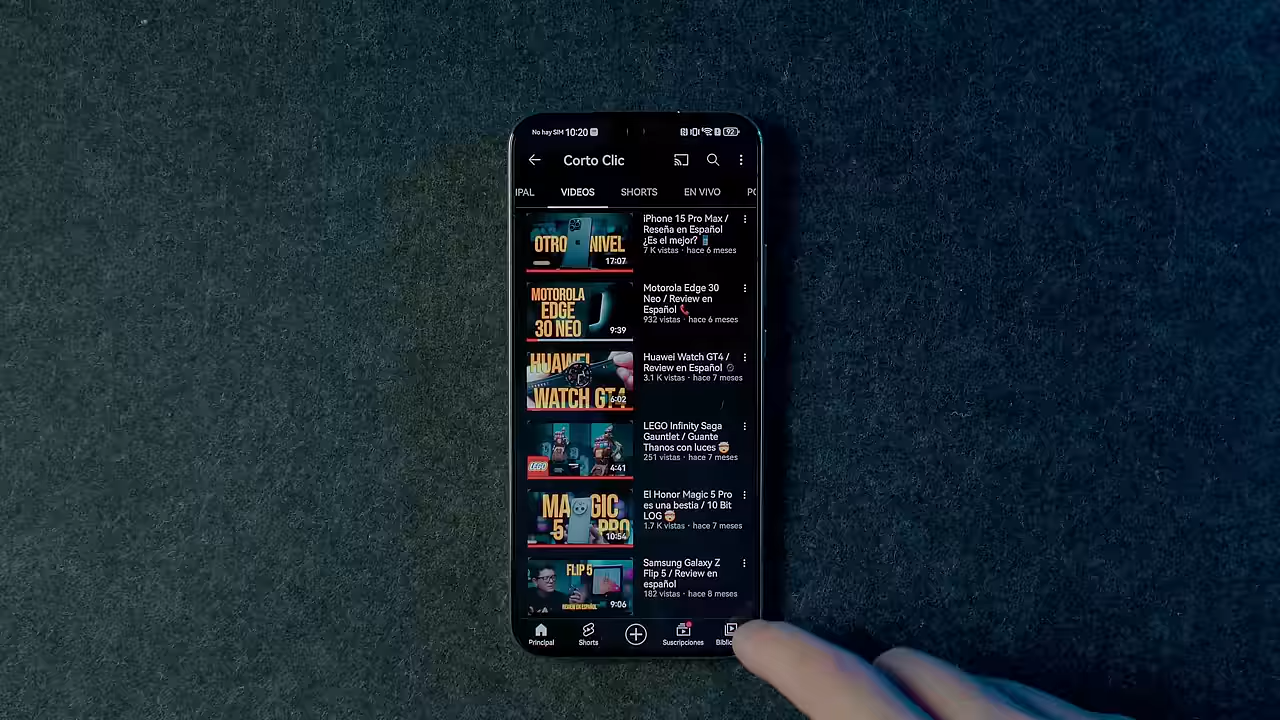 No hay SIM 10:20
92
Corto Clic
IPAL VIDEOS SHORTS EN VIVO
OTRO NIVEL
17:07
iPhone 15 Pro Max /
Reseña en Español
¿Es el mejor?
7 K vistas · hace 6 meses
MOTOROLA
EDGE
30 NEO
9:39
Motorola Edge 30
Neo / Review en
Español
932 vistas · hace 6 meses
HUAWEI
WATCH GT4
6:02
Huawei Watch GT4 /
Review en Español
3.1 K vistas · hace 7 meses
LEGO
4:41
LEGO Infinity Saga
Gauntlet / Guante
Thanos con luces 🤯
251 vistas · hace 7 meses
MAGIC
5 PRO
10:54
El Honor Magic 5 Pro
es una bestia / 10 Bit
LOG 🤯
1.7 K vistas · hace 7 meses
FLIP 5
REVIEW EN ESPAÑOL
9:06
Samsung Galaxy Z
Flip 5 / Review en
español
182 vistas · hace 8 meses
Principal Shorts Suscripciones